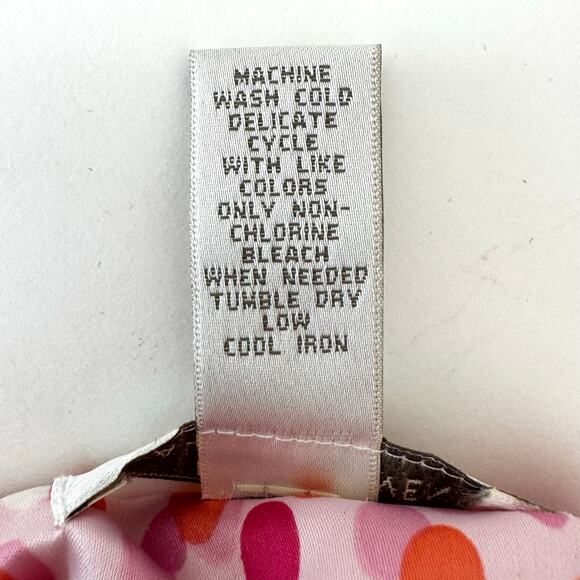 MACHINE
WASH COLD
DELICATE
CYCLE
WITH LIKE
COLORS
ONLY NON-
CHLORINE
BLEACH
WHEN NEEDED
TUMBLE DRY
LOW
COOL IRON